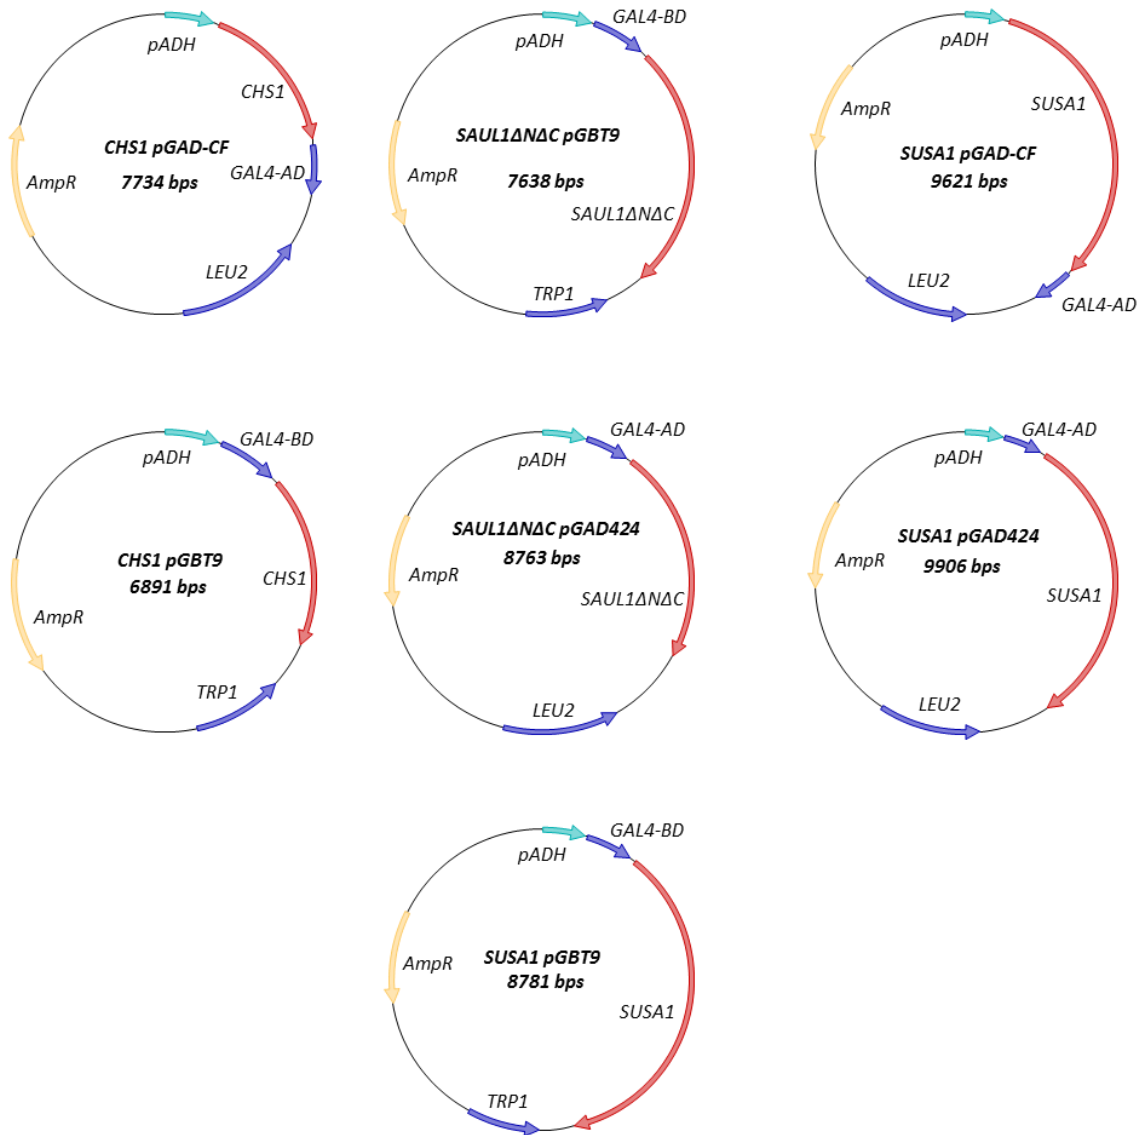 pADH
CHS1
CHS1 pGAD-CF
7734 bps
GAL4-AD
AmpR
LEU2
GAL4-BD
pADH
SAUL1ΔNΔC pGBT9
AmpR
7638 bps
SAUL1ΔNΔC
TRP1
pADH
SUSA1
AmpR
SUSA1 pGAD-CF
9621 bps
LEU2
GAL4-AD
GAL4-BD
pADH
CHS1 pGBT9
6891 bps
CHS1
AmpR
TRP1
GAL4-AD
pADH
SAUL1ΔNΔC pGAD424
8763 bps
AmpR
SAUL1ΔNΔC
LEU2
GAL4-AD
pADH
SUSA1 pGAD424
9906 bps
AmpR
SUSA1
LEU2
GAL4-BD
pADH
SUSA1 pGBT9
8781 bps
AmpR
SUSA1
TRP1